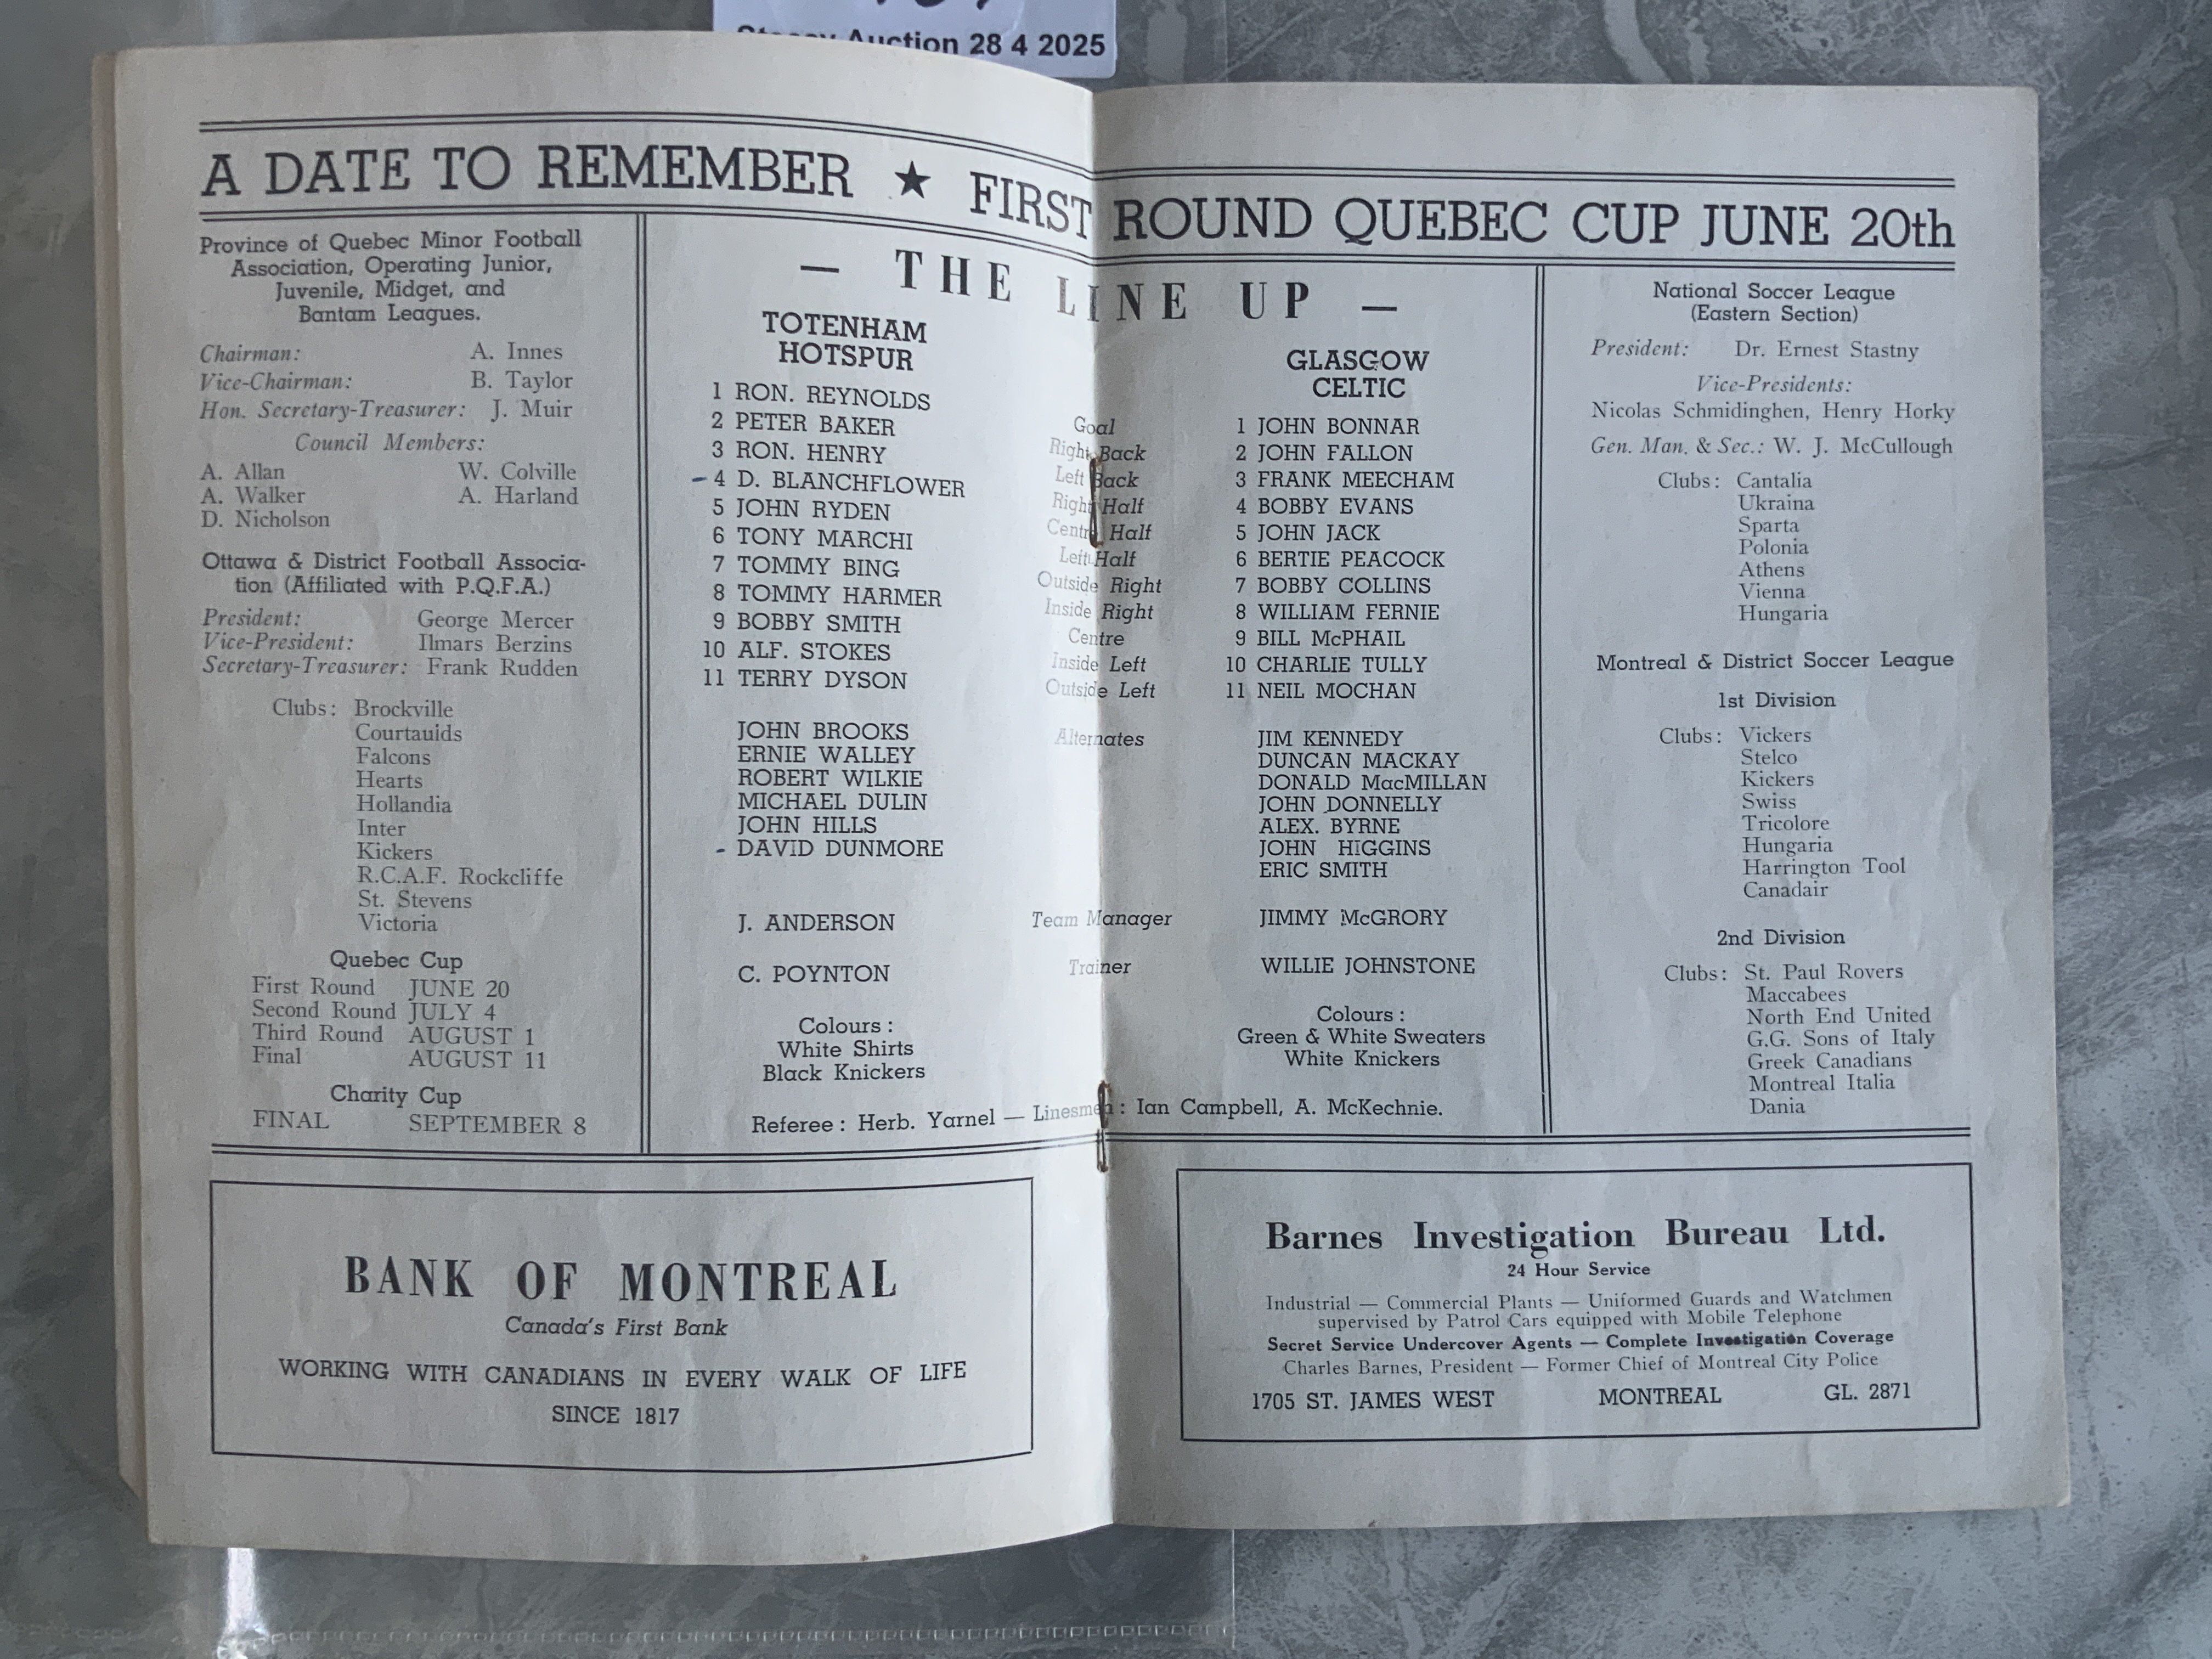 Auction 28 4 2025
A DATE TO REMEMBER ★ FIRST ROUND QUEBEC CUP JUNE 20th
Province of Quebec Minor Football
Association, Operating Junior,
Juvenile, Midget, and
Bantam Leagues.
Chairman: A. Innes
Vice-Chairman: B. Taylor
Hon. Secretary-Treasurer: J. Muir
Council Members:
A. Allan W. Colville
A. Walker A. Harland
D. Nicholson
Ottawa & District Football Associa-
tion (Affiliated with P.Q.F.A.)
President: George Mercer
Vice-President: Ilmars Berzins
Secretary-Treasurer: Frank Rudden
Clubs: Brockville
Courtauids
Falcons
Hearts
Hollandia
Inter
Kickers
R.C.A.F. Rockcliffe
St. Stevens
Victoria
Quebec Cup
First Round JUNE 20
Second Round JULY 4
Third Round AUGUST 1
Final AUGUST 11
Charity Cup
FINAL SEPTEMBER 8
— THE LINE UP —
TOTENHAM
HOTSPUR
GLASGOW
CELTIC
1 RON. REYNOLDS Goal 1 JOHN BONNAR
2 PETER BAKER Right Back 2 JOHN FALLON
3 RON. HENRY Left Back 3 FRANK MEECHAM
- 4 D. BLANCHFLOWER Right Half 4 BOBBY EVANS
5 JOHN RYDEN Centre Half 5 JOHN JACK
6 TONY MARCHI Left Half 6 BERTIE PEACOCK
7 TOMMY BING Outside Right 7 BOBBY COLLINS
8 TOMMY HARMER Inside Right 8 WILLIAM FERNIE
9 BOBBY SMITH Centre 9 BILL McPHAIL
10 ALF. STOKES Inside Left 10 CHARLIE TULLY
11 TERRY DYSON Outside Left 11 NEIL MOCHAN
JOHN BROOKS Alternates JIM KENNEDY
ERNIE WALLEY DUNCAN MACKAY
ROBERT WILKIE DONALD MacMILLAN
MICHAEL DULIN JOHN DONNELLY
JOHN HILLS ALEX. BYRNE
- DAVID DUNMORE JOHN HIGGINS
ERIC SMITH
J. ANDERSON Team Manager JIMMY McGRORY
C. POYNTON Trainer WILLIE JOHNSTONE
Colours :
White Shirts
Black Knickers
Colours :
Green & White Sweaters
White Knickers
Referee : Herb. Yarnel — Linesmen : Ian Campbell, A. McKechnie.
National Soccer League
(Eastern Section)
President: Dr. Ernest Stastny
Vice-Presidents:
Nicolas Schmidinghen, Henry Horky
Gen. Man. & Sec.: W. J. McCullough
Clubs: Cantalia
Ukraina
Sparta
Polonia
Athens
Vienna
Hungaria
Montreal & District Soccer League
1st Division
Clubs: Vickers
Stelco
Kickers
Swiss
Tricolore
Hungaria
Harrington Tool
Canadair
2nd Division
Clubs: St. Paul Rovers
Maccabees
North End United
G.G. Sons of Italy
Greek Canadians
Montreal Italia
Dania
BANK OF MONTREAL
Canada's First Bank
WORKING WITH CANADIANS IN EVERY WALK OF LIFE
SINCE 1817
Barnes Investigation Bureau Ltd.
24 Hour Service
Industrial — Commercial Plants — Uniformed Guards and Watchmen
supervised by Patrol Cars equipped with Mobile Telephone
Secret Service Undercover Agents — Complete Investigation Coverage
Charles Barnes, President — Former Chief of Montreal City Police
1705 ST. JAMES WEST MONTREAL GL. 2871